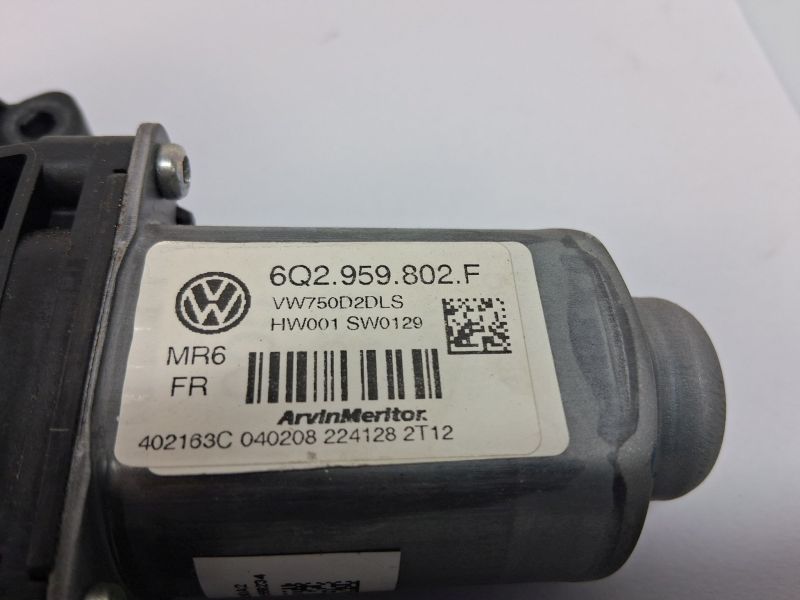 6Q2.959.802.F
VW750D2DLS
HW001 SW0129
MR6
FR
ArvinMeritor.
402163C 040208 224128 2T12